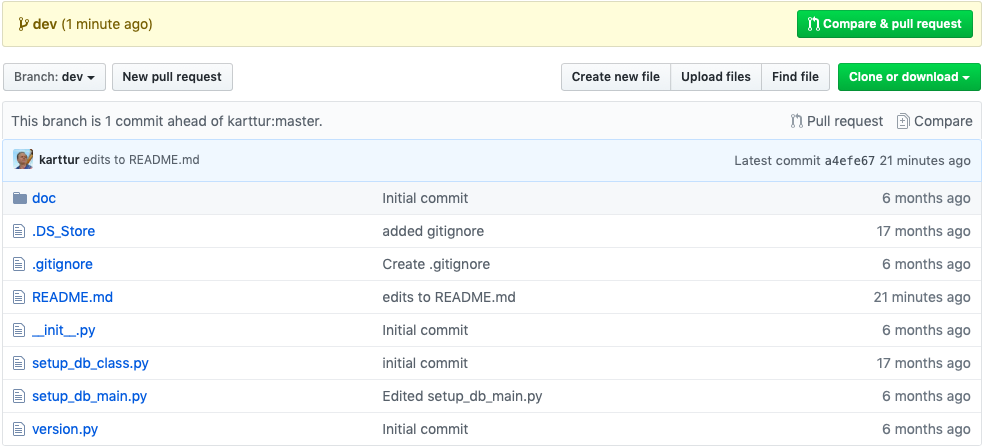 dev (1 minute ago) Compare & pull request
Branch: dev New pull request Create new file Upload files Find file Clone or download
This branch is 1 commit ahead of karttur:master. Pull request Compare
karttur edits to README.md Latest commit a4efe67 21 minutes ago
doc Initial commit 6 months ago
.DS_Store added gitignore 17 months ago
.gitignore Create .gitignore 6 months ago
README.md edits to README.md 21 minutes ago
__init__.py Initial commit 6 months ago
setup_db_class.py initial commit 17 months ago
setup_db_main.py Edited setup_db_main.py 6 months ago
version.py Initial commit 6 months ago